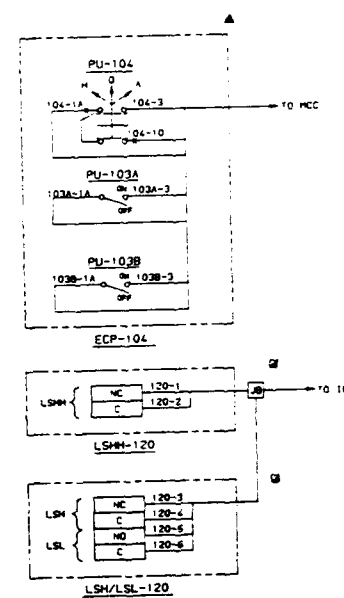 PU-104
H O A
104-1A 104-3 TO MCC
104-10
PU-103A
103A-1A ON 103A-3
OFF
PU-103B
103B-1A ON 103B-3
OFF
ECP-104
LSHH NC 120-1 JB
C 120-2
LSHH-120
LSH NC 120-3
C 120-4
LSL NO 120-5
C 120-6
LSH/LSL-120